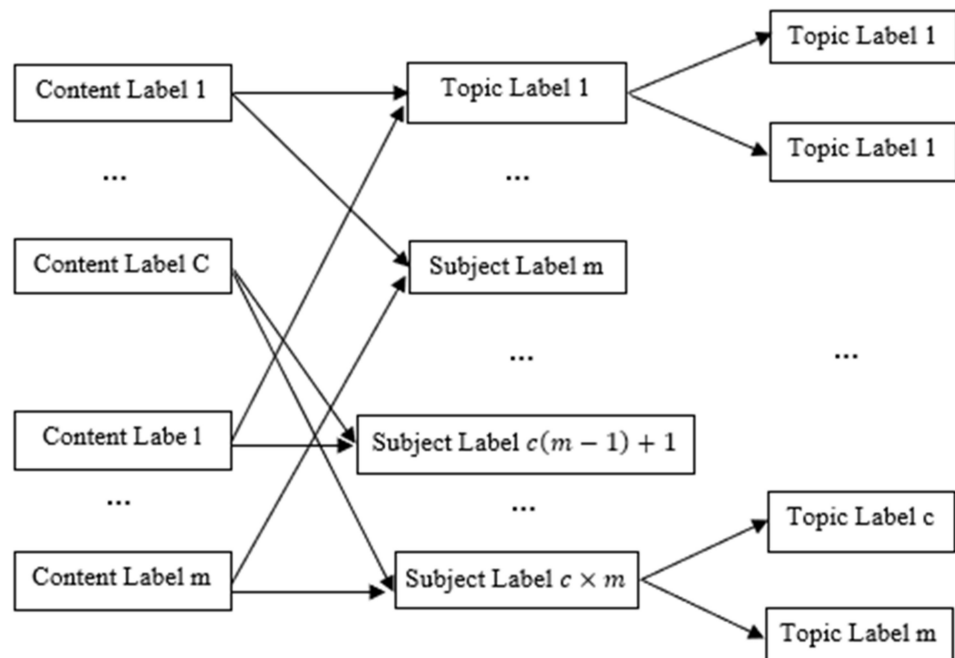 Content Label 1
...
Content Label C
Content Labe l
...
Content Label m
Topic Label 1
...
Subject Label m
...
Subject Label c(m − 1) + 1
...
Subject Label c × m
Topic Label 1
Topic Label 1
...
Topic Label c
Topic Label m